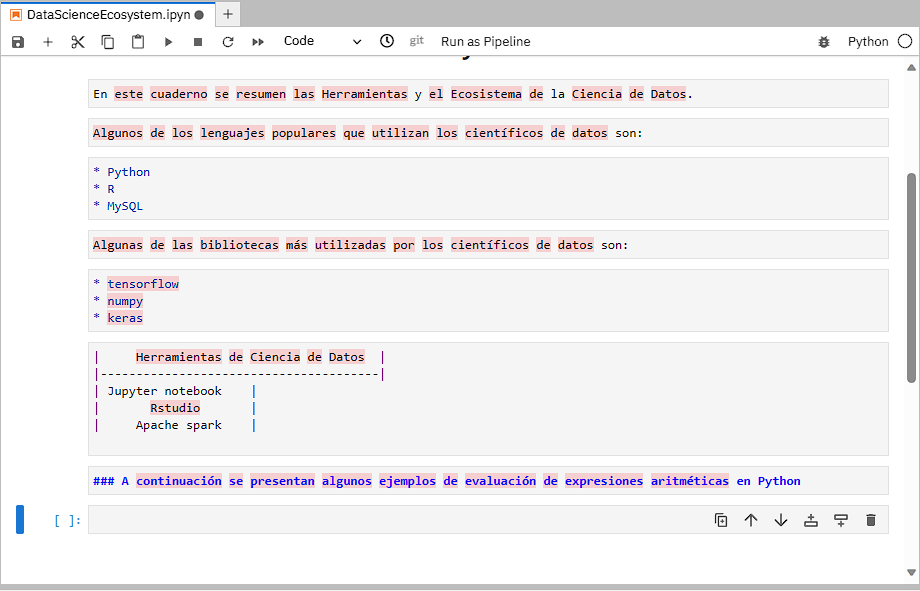 DataScienceEcosystem.ipyn
Code
git
Run as Pipeline
Python
En este cuaderno se resumen las Herramientas y el Ecosistema de la Ciencia de Datos.
Algunos de los lenguajes populares que utilizan los científicos de datos son:
* Python
* R
* MySQL
Algunas de las bibliotecas más utilizadas por los científicos de datos son:
* tensorflow
* numpy
* keras
| Herramientas de Ciencia de Datos |
|---------------------------------------|
| Jupyter notebook |
| Rstudio |
| Apache spark |
### A continuación se presentan algunos ejemplos de evaluación de expresiones aritméticas en Python
[ ]: